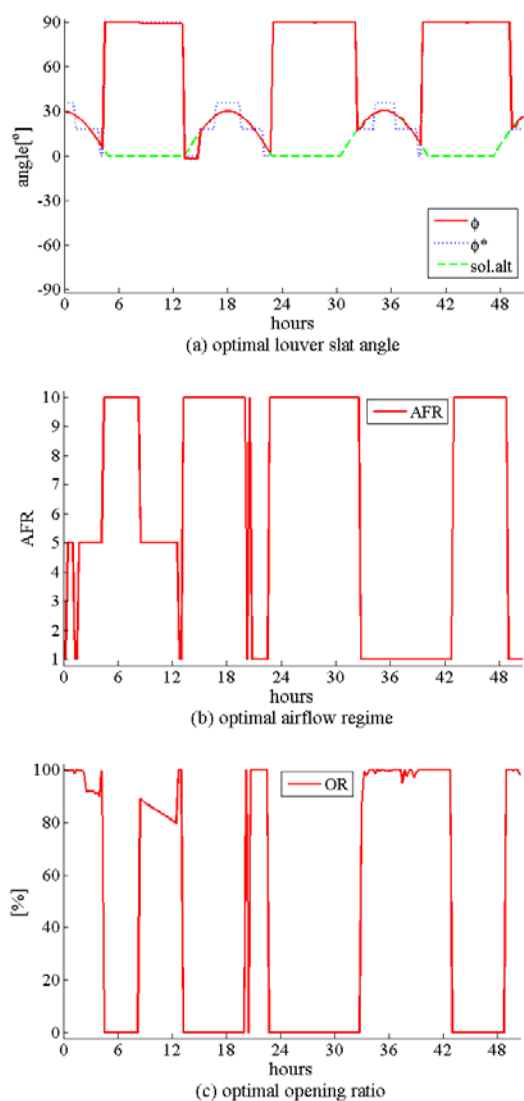 90
60
30
0
-30
-60
-90
angle[º]
ϕ
ϕ*
sol.alt
0 6 12 18 24 30 36 42 48
hours
(a) optimal louver slat angle
10
9
8
7
6
5
4
3
2
1
AFR
AFR
0 6 12 18 24 30 36 42 48
hours
(b) optimal airflow regime
100
80
60
40
20
0
[%]
OR
0 6 12 18 24 30 36 42 48
hours
(c) optimal opening ratio